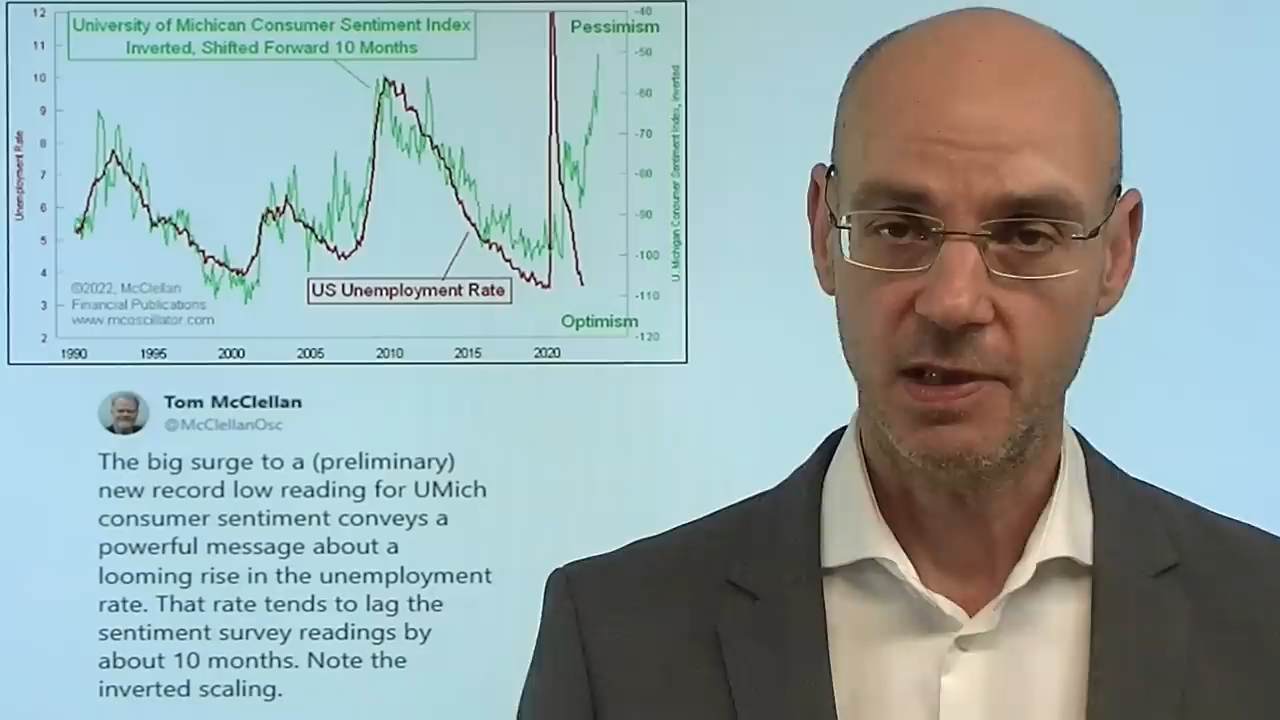 University of Michican Consumer Sentiment Index
Inverted, Shifted Forward 10 Months
Pessimism
12
11
10
9
8
7
6
5
4
3
2
Unemployment Rate
-40
-50
-60
-70
-80
-90
-100
-110
-120
U. Michigan Consumer Sentiment Index, inverted
US Unemployment Rate
©2022, McClellan
Financial Publications
www.mcoscillator.com
Optimism
1990
1995
2000
2005
2010
2015
2020
Tom McClellan
@McClellanOsc
The big surge to a (preliminary)
new record low reading for UMich
consumer sentiment conveys a
powerful message about a
looming rise in the unemployment
rate. That rate tends to lag the
sentiment survey readings by
about 10 months. Note the
inverted scaling.